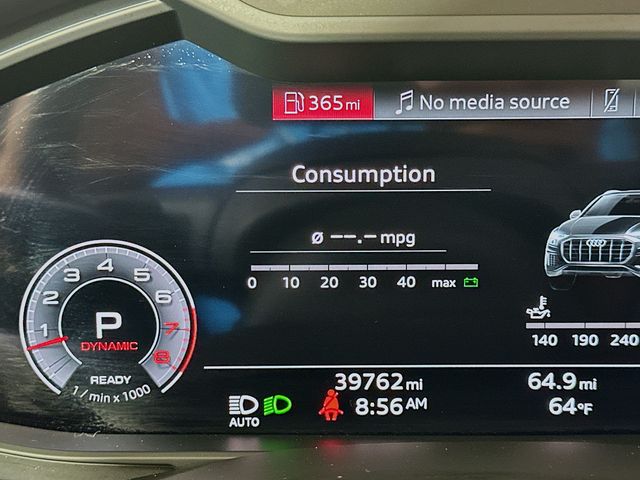 365 mi
No media source
Consumption
ø --.- mpg
0 10 20 30 40 max
140 190 240
1 2 3 4 5 6 7 8
P
DYNAMIC
READY
1 / min x 1000
39762 mi
64.9 mi
AUTO
8:56 AM
64°F